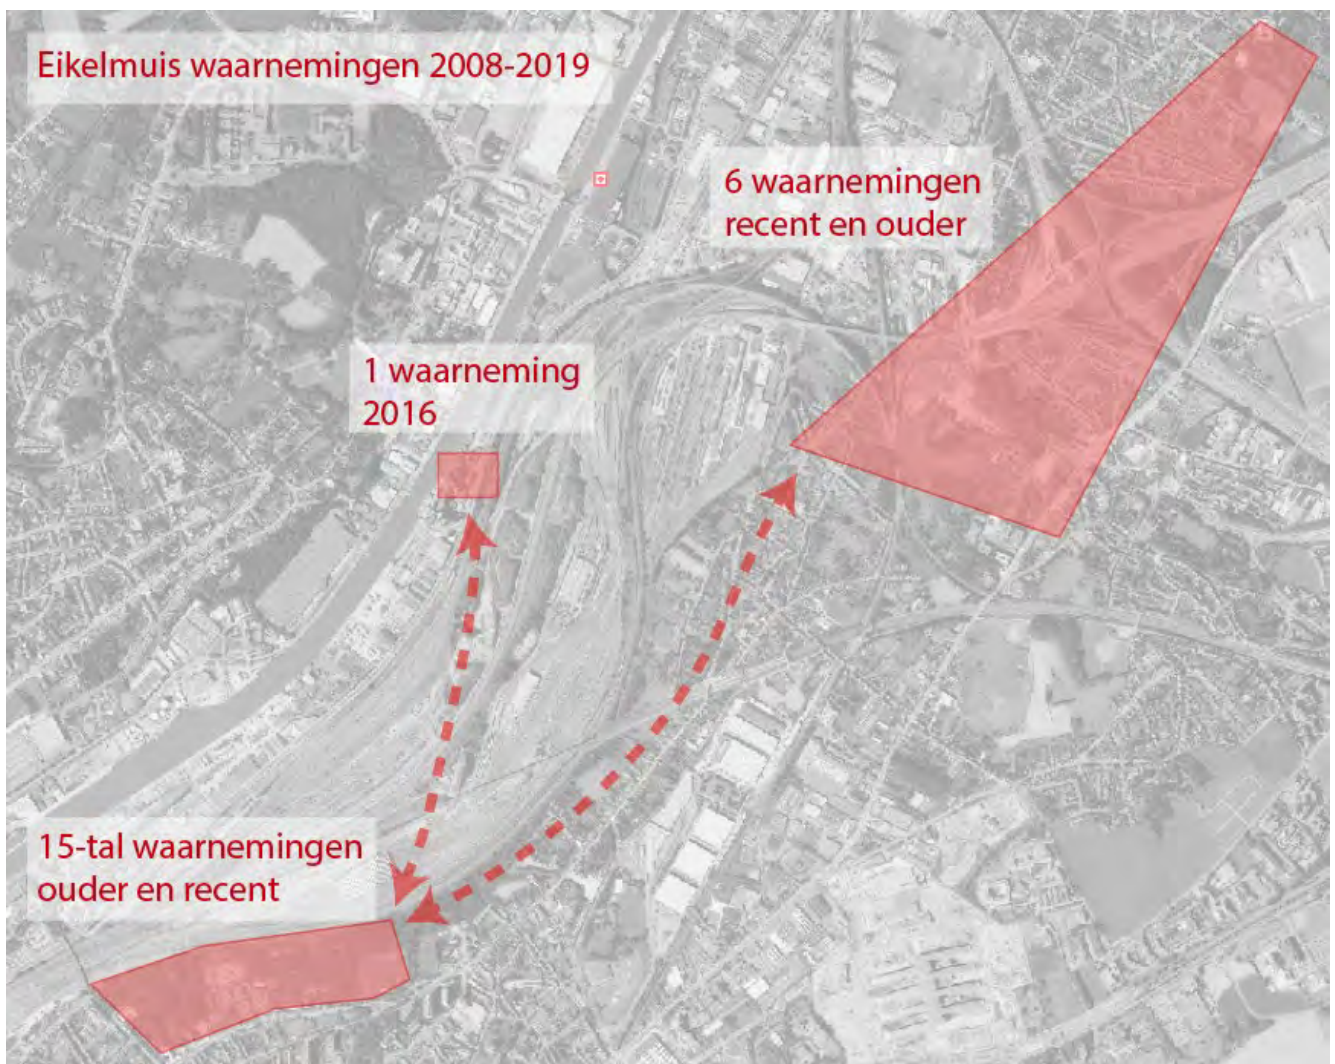 Eikelmuis waarnemingen 2008-2019
6 waarnemingen
recent en ouder
1 waarneming
2016
15-tal waarnemingen
ouder en recent